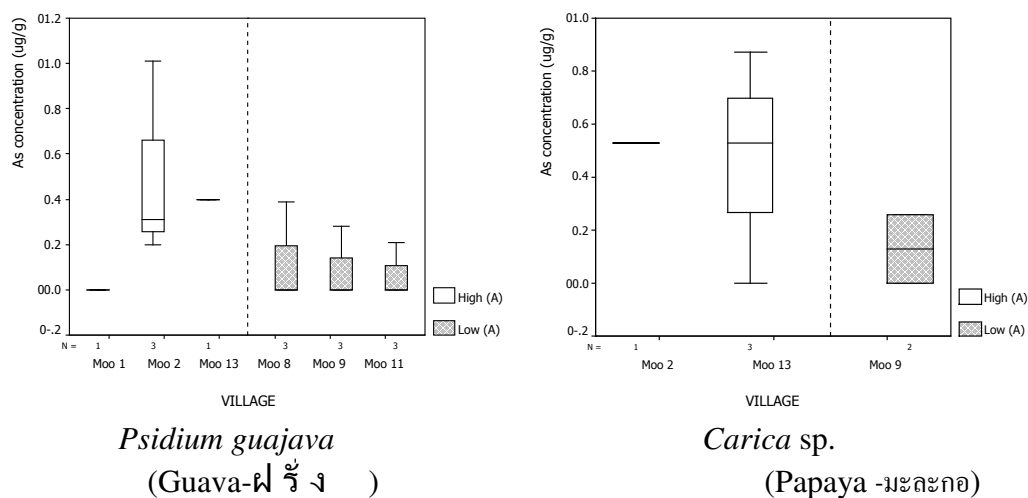 01.2
0.8
0.6
0.4
0.2
00.0
0-.2
01.0
As concentration (ug/g)
N = 1 3 1 3 3 3
Moo 1 Moo 2 Moo 13 Moo 8 Moo 9 Moo 11
VILLAGE
High (A)
Low (A)
Psidium guajava
(Guava-ฝรั่ง )
01.0
0.8
0.6
0.4
0.2
00.0
0-.2
As concentration (ug/g)
N = 1 3 2
Moo 2 Moo 13 Moo 9
VILLAGE
High (A)
Low (A)
Carica sp.
(Papaya -มะละกอ)